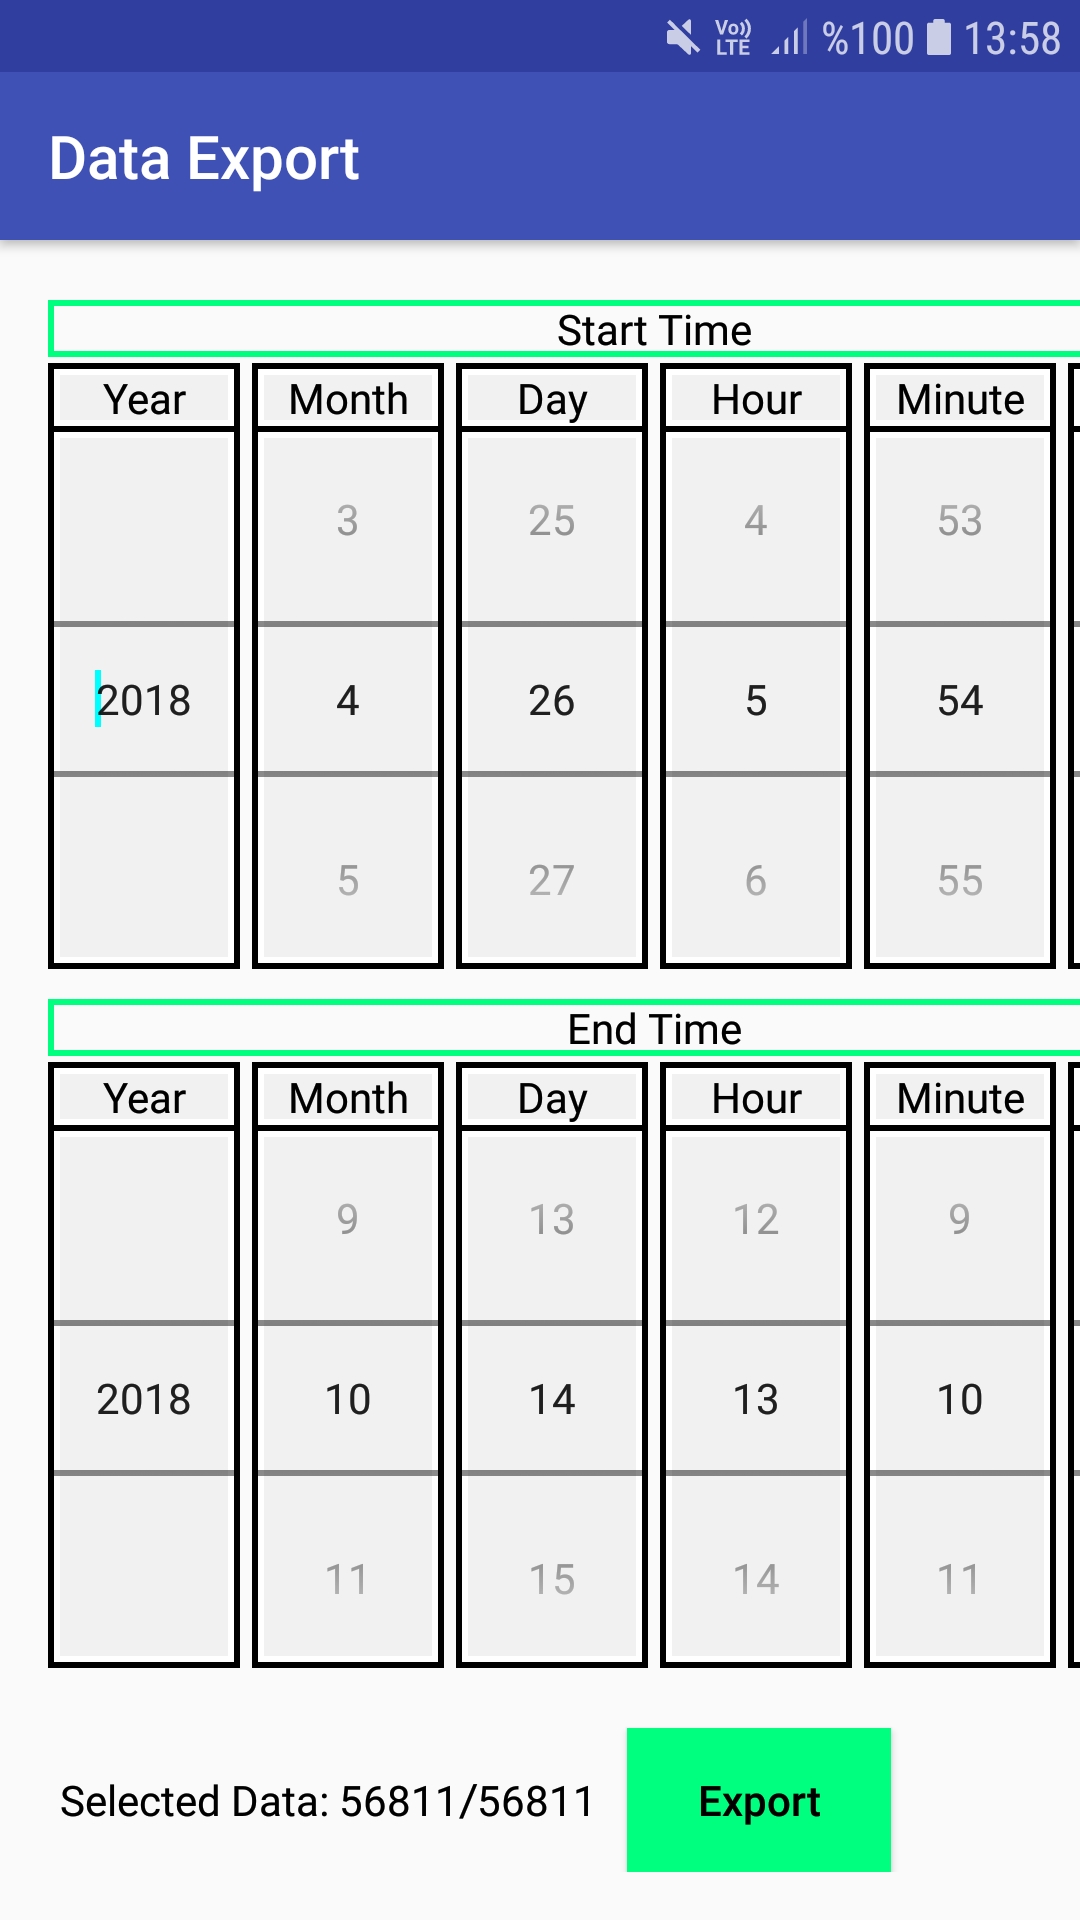 Vo)) LTE %100 13:58
Data Export
Start Time
Year Month Day Hour Minute
3 25 4 53
2018 4 26 5 54
5 27 6 55
End Time
Year Month Day Hour Minute
9 13 12 9
2018 10 14 13 10
11 15 14 11
Selected Data: 56811/56811 Export